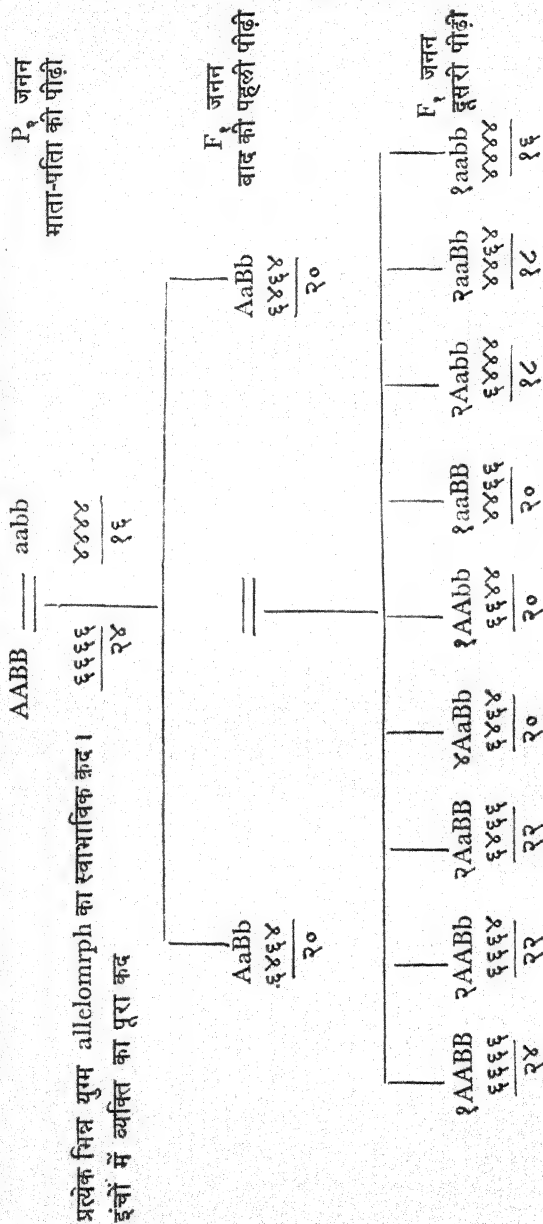 P₁ जनन
माता-पिता की पीढ़ी
AABB aabb
प्रत्येक भिन्न युग्म allelomrph का स्वाभाविक क़द । ६६६६ ४४४४
इंचों में व्यक्ति का पूरा क़द २४ १६
F₁ जनन
बाद की पहली पीढ़ी
AaBb AaBb
६४६४ ६४६४
२० २०
F₁ जनन
दूसरी पीढ़ी
१AABB २AABb २AaBB ४AaBb १AAbb १aaBB २Aabb २aaBb १aabb
६६६६ ६६६४ ६४६६ ६४६४ ६६४४ ४४६६ ६४४४ ४४६४ ४४४४
२४ २२ २२ २० २० २० १८ १८ १६